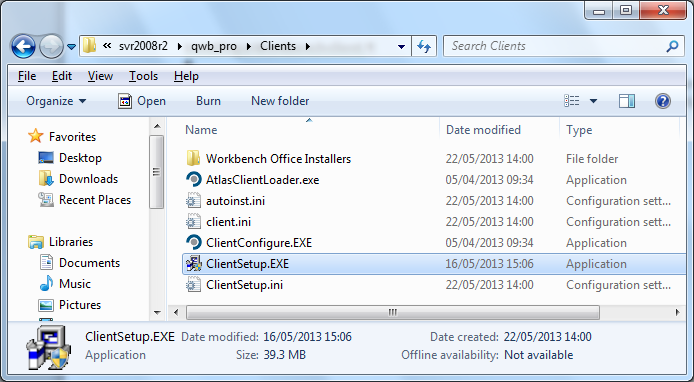 « svr2008r2 ▸ qwb_pro ▸ Clients ▸
Search Clients
File Edit View Tools Help
Organize Open Burn New folder
Favorites
Desktop
Downloads
Recent Places
Libraries
Documents
Music
Pictures
Name Date modified Type
Workbench Office Installers 22/05/2013 14:00 File folder
AtlasClientLoader.exe 05/04/2013 09:34 Application
autoinst.ini 22/05/2013 14:00 Configuration sett...
client.ini 22/05/2013 14:00 Configuration sett...
ClientConfigure.EXE 05/04/2013 09:34 Application
ClientSetup.EXE 16/05/2013 15:06 Application
ClientSetup.ini 22/05/2013 14:00 Configuration sett...
ClientSetup.EXE Date modified: 16/05/2013 15:06 Date created: 22/05/2013 14:00
Application Size: 39.3 MB Offline availability: Not available